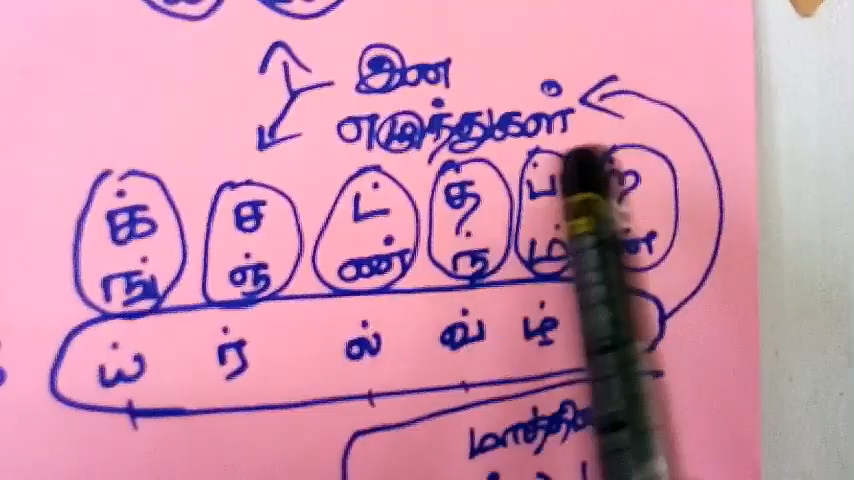 இன
எழுத்துகள்
க் ச ட் த் ப் ற்
ங் ஞ் ண் ந் ம் ன்
ய் ர் ல் வ் ழ்